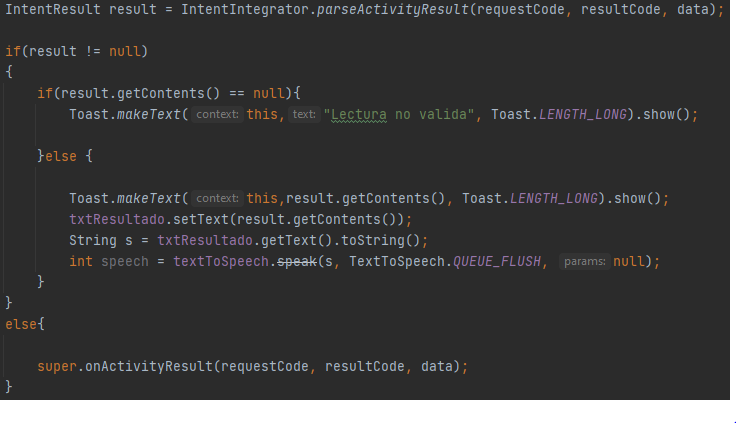 IntentResult result = IntentIntegrator.parseActivityResult(requestCode, resultCode, data);
if(result != null)
{
if(result.getContents() == null){
Toast.makeText( context: this, text: "Lectura no valida", Toast.LENGTH_LONG).show();
}else {
Toast.makeText( context: this,result.getContents(), Toast.LENGTH_LONG).show();
txtResultado.setText(result.getContents());
String s = txtResultado.getText().toString();
int speech = textToSpeech.speak(s, TextToSpeech.QUEUE_FLUSH, params: null);
}
}
else{
super.onActivityResult(requestCode, resultCode, data);
}